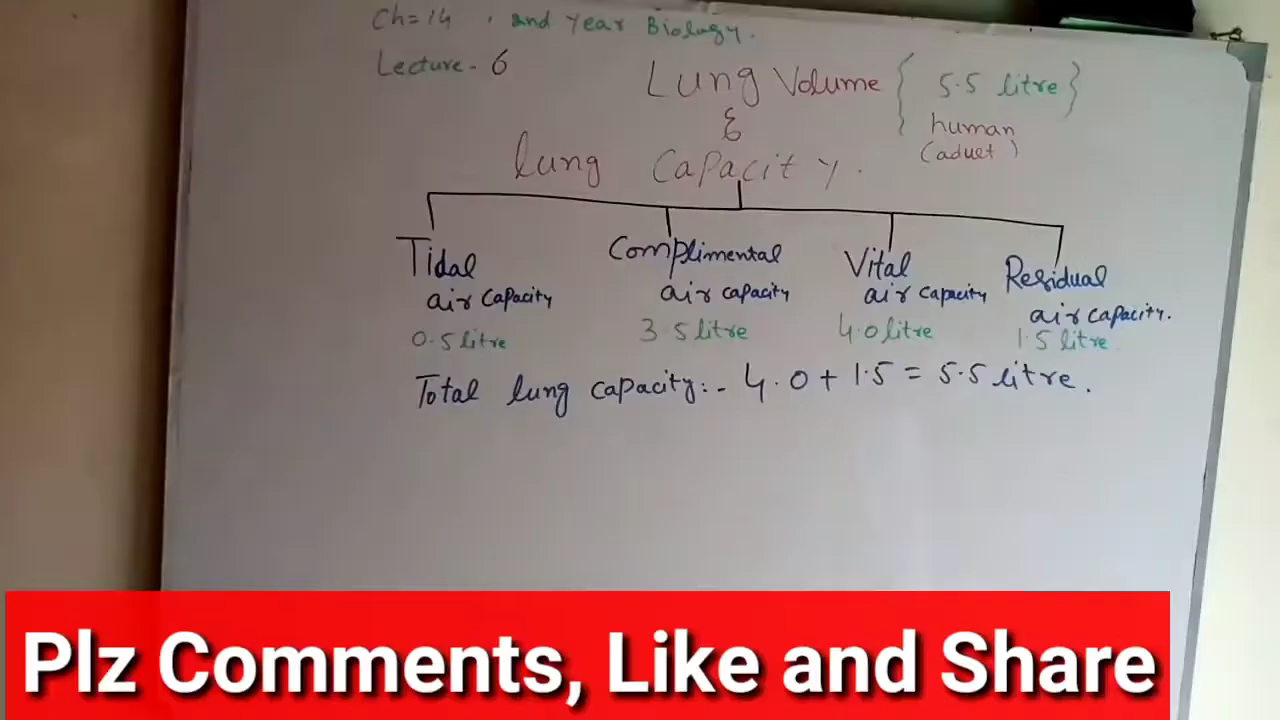 Ch=14, 2nd Year Biology.
Lecture-6
Lung Volume { 5.5 litre }
&
human
lung Capacity.
(aduet)
Tidal
air Capacity
0.5 litre
Complimental
air capacity
3.5 litre
Vital
air capacity
4.0 litre
Residual
air capacity.
1.5 litre
Total lung capacity:- 4.0 + 1.5 = 5.5 litre.
Plz Comments, Like and Share